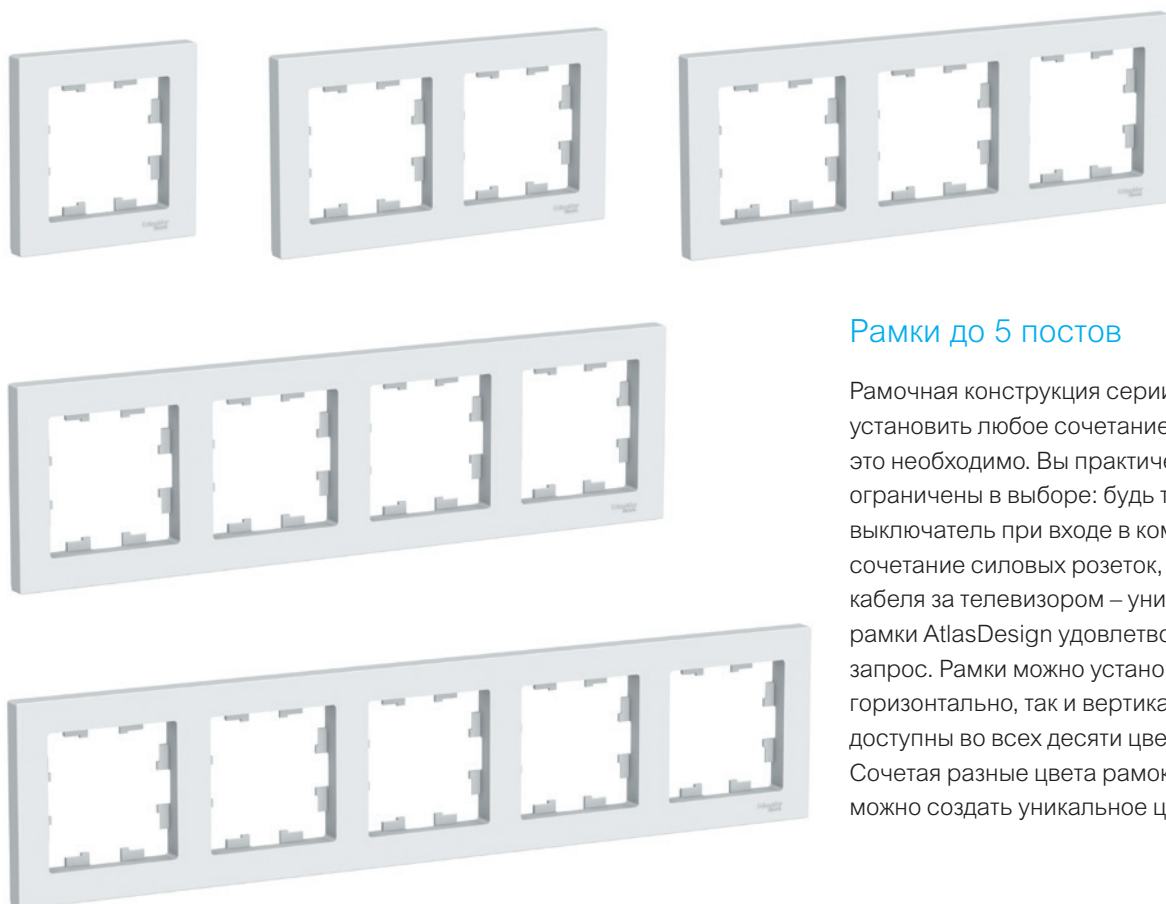 Рамки до 5 постов
Рамочная конструкция серии
установить любое сочетание
это необходимо. Вы практиче
ограничены в выборе: будь т
выключатель при входе в ком
сочетание силовых розеток,
кабеля за телевизором – уни
рамки AtlasDesign удовлетво
запрос. Рамки можно устано
горизонтально, так и вертика
доступны во всех десяти цве
Сочетая разные цвета рамок
можно создать уникальное ц